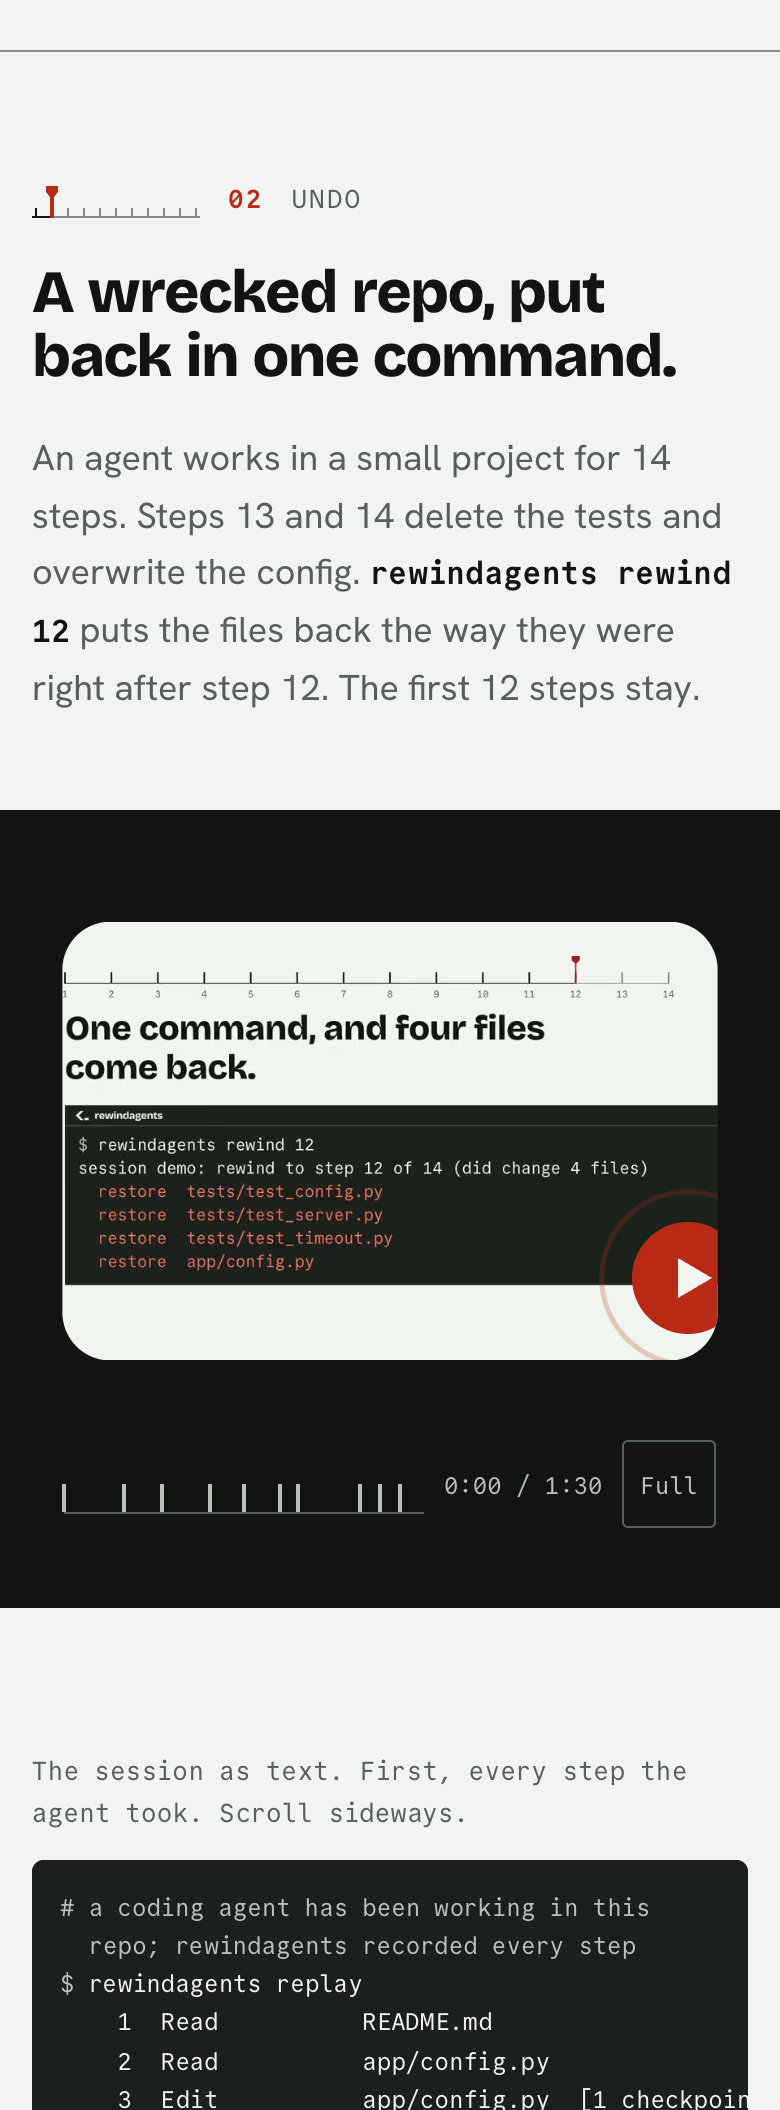 02 UNDO
A wrecked repo, put
back in one command.
An agent works in a small project for 14
steps. Steps 13 and 14 delete the tests and
overwrite the config. rewindagents rewind
12 puts the files back the way they were
right after step 12. The first 12 steps stay.
1 2 3 4 5 6 7 8 9 10 11 12 13 14
One command, and four files
come back.
rewindagents
$ rewindagents rewind 12
session demo: rewind to step 12 of 14 (did change 4 files)
restore tests/test_config.py
restore tests/test_server.py
restore tests/test_timeout.py
restore app/config.py
0:00 / 1:30 Full
The session as text. First, every step the
agent took. Scroll sideways.
# a coding agent has been working in this
repo; rewindagents recorded every step
$ rewindagents replay
1 Read README.md
2 Read app/config.py
3 Edit app/config.py [1 checkpoin